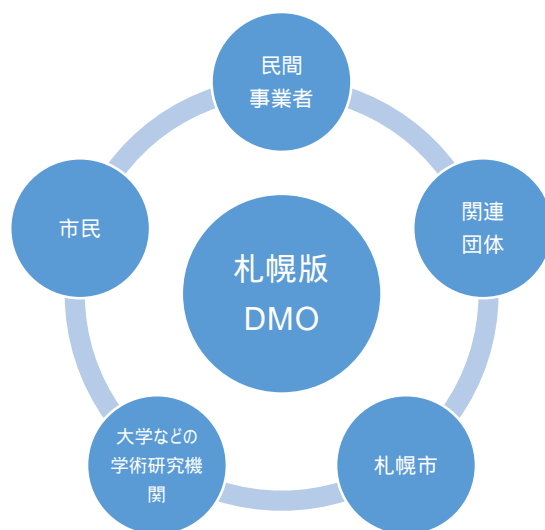 民間
事業者
関連
団体
札幌市
大学などの
学術研究機
関
市民
札幌版
DMO